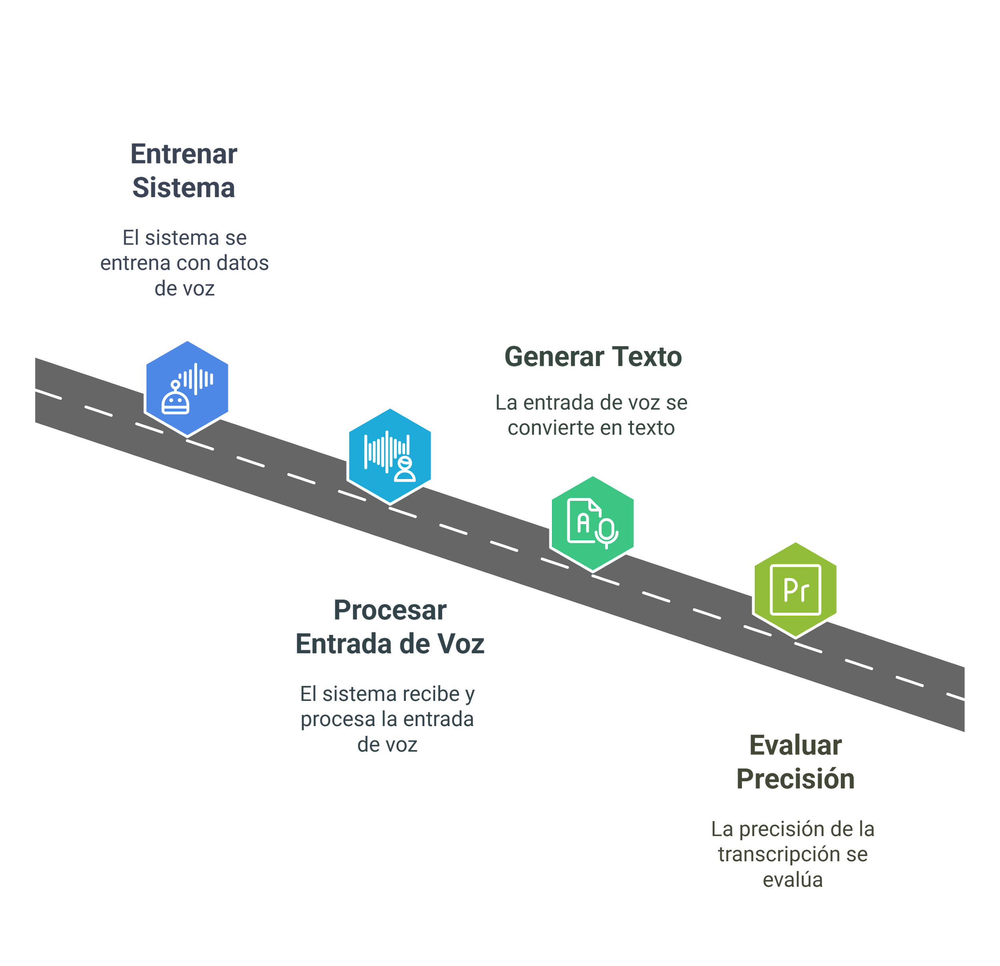 Entrenar
Sistema
El sistema se
entrena con datos
de voz
Procesar
Entrada de Voz
El sistema recibe y
procesa la entrada
de voz
Generar Texto
La entrada de voz se
convierte en texto
A
Pr
Evaluar
Precisión
La precisión de la
transcripción se
evalúa